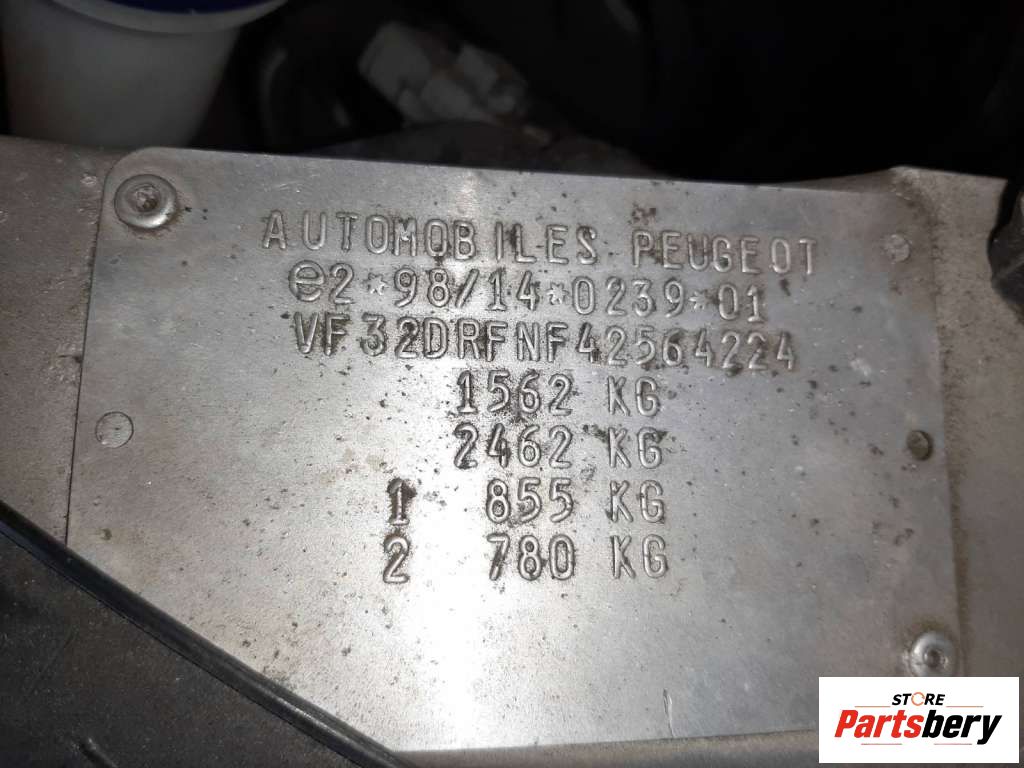 AUTOMOBILES PEUGEOT
e2*98/14*0239*01
VF32DRFNF42564224
1562 KG
2462 KG
1 855 KG
2 780 KG
STORE
Partsbery